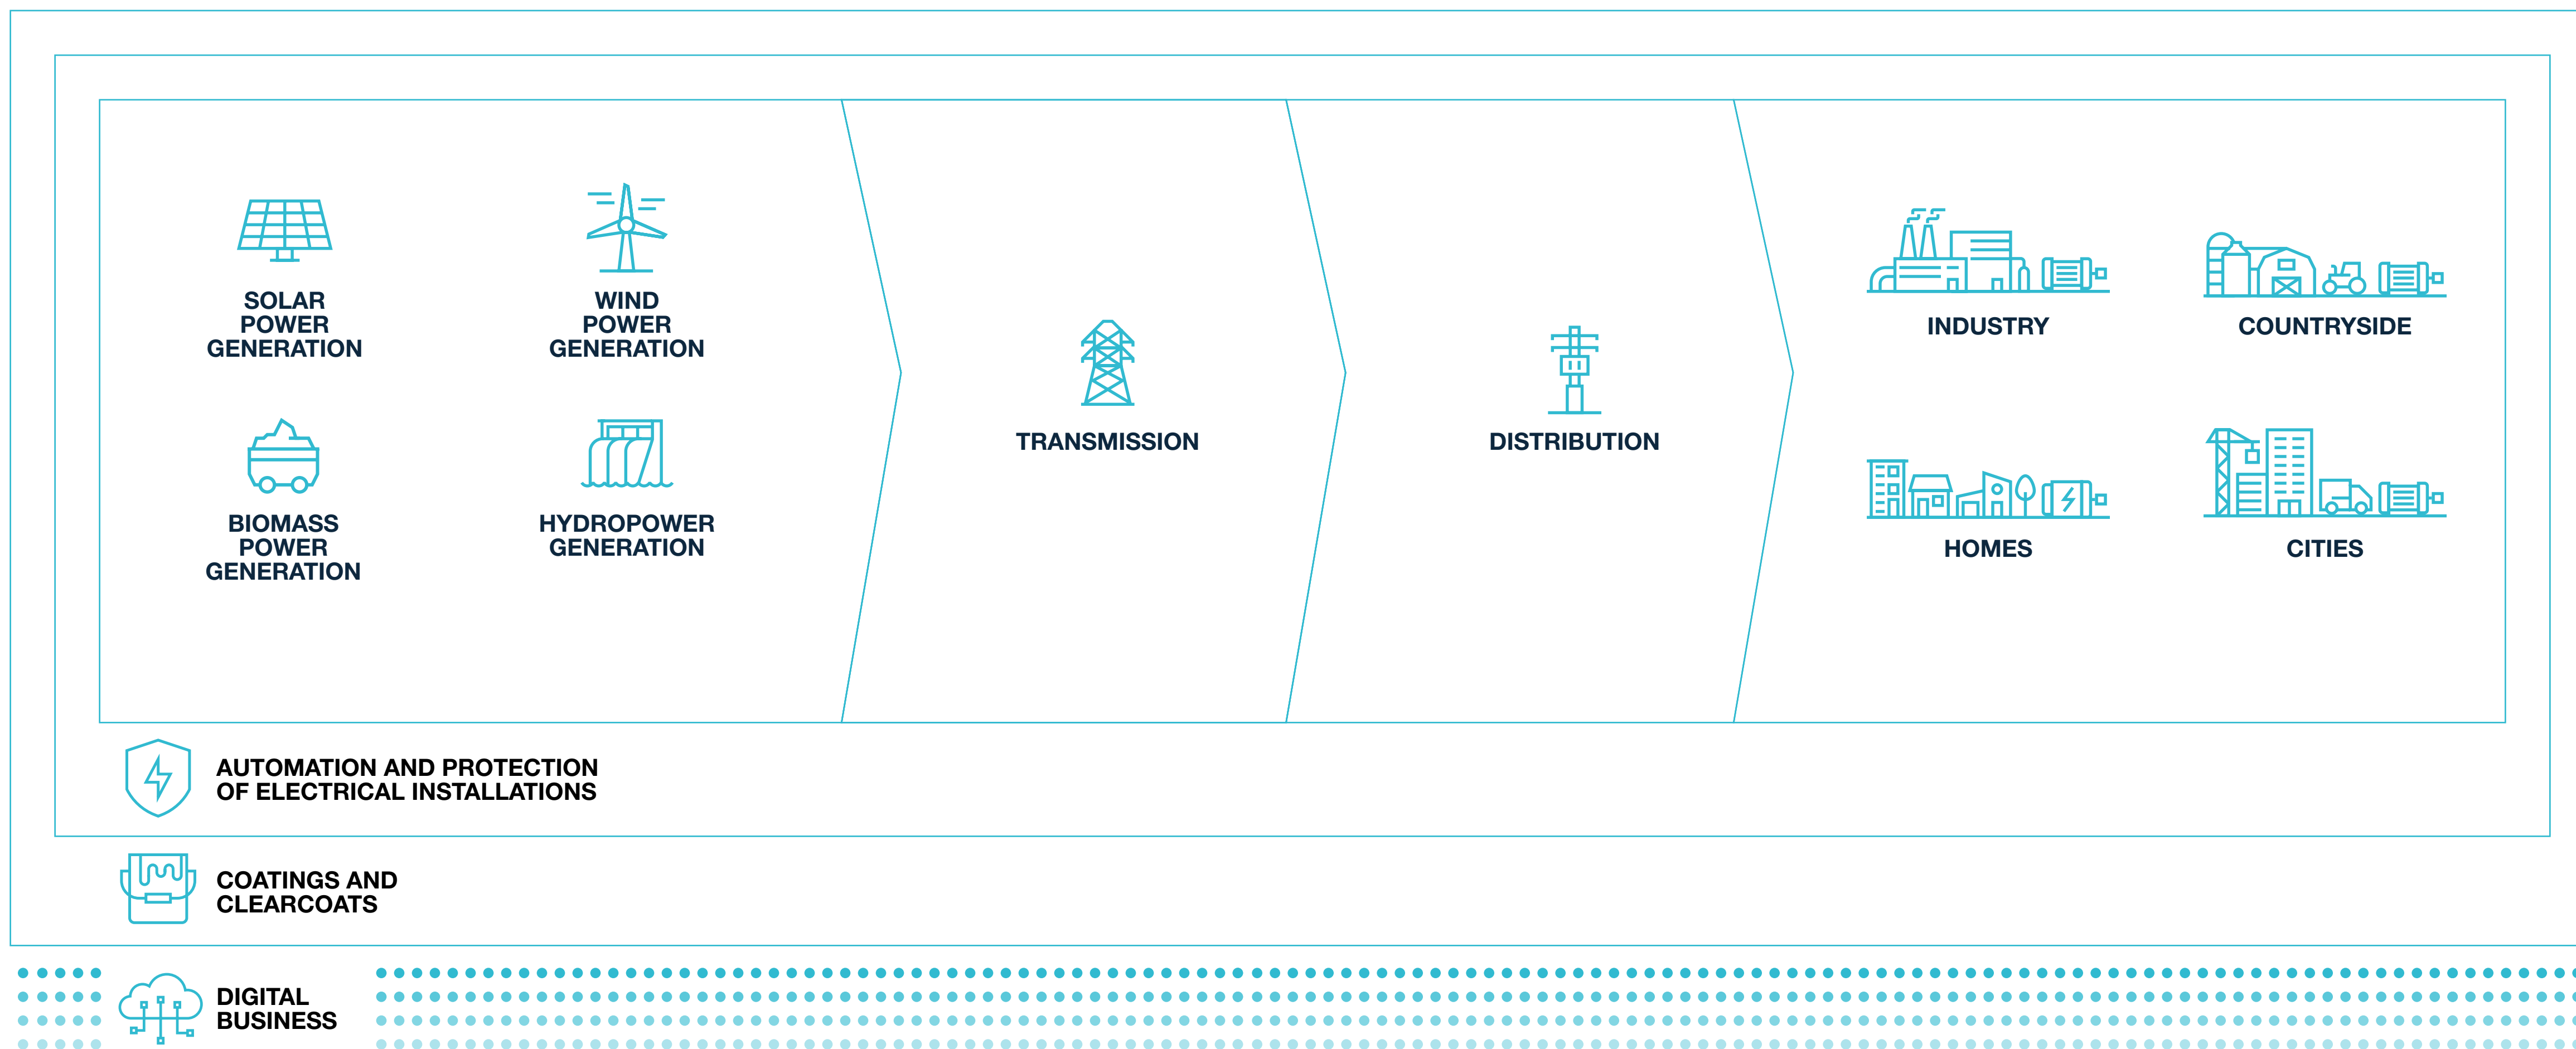 SOLAR
POWER
GENERATION
WIND
POWER
GENERATION
BIOMASS
POWER
GENERATION
HYDROPOWER
GENERATION
TRANSMISSION
DISTRIBUTION
INDUSTRY
COUNTRYSIDE
HOMES
CITIES
AUTOMATION AND PROTECTION
OF ELECTRICAL INSTALLATIONS
COATINGS AND
CLEARCOATS
DIGITAL
BUSINESS